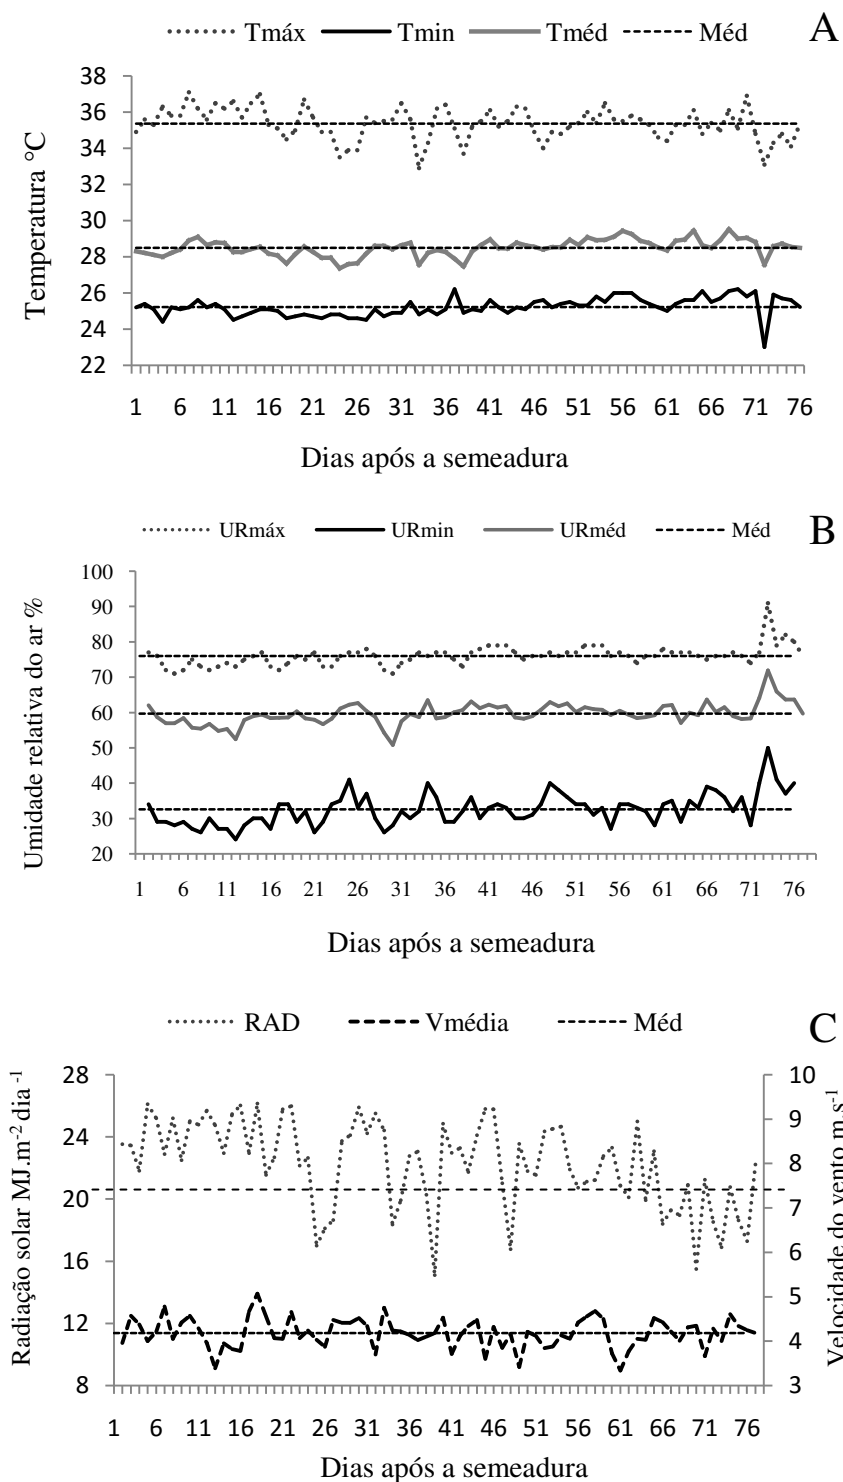 A
Tmáx Tmin Tméd Méd
Temperatura °C
38
36
34
32
30
28
26
24
22
1 6 11 16 21 26 31 36 41 46 51 56 61 66 71 76
Dias após a semeadura
B
URmáx URmin URméd Méd
Umidade relativa do ar %
100
90
80
70
60
50
40
30
20
1 6 11 16 21 26 31 36 41 46 51 56 61 66 71 76
Dias após a semeadura
C
RAD Vmédia Méd
Radiação solar MJ.m-2 dia -1
28
24
20
16
12
8
10
9
8
7
6
5
4
3
Velocidade do vento m.s-1
1 6 11 16 21 26 31 36 41 46 51 56 61 66 71 76
Dias após a semeadura